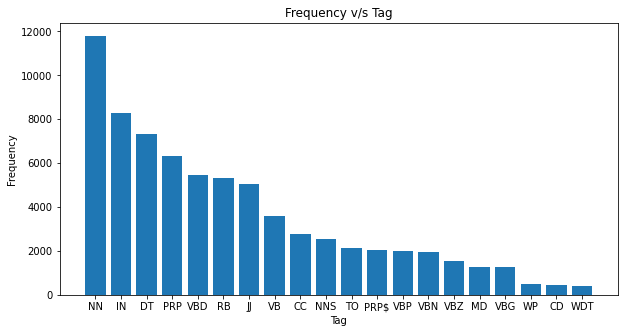 Frequency v/s Tag
Frequency
12000
10000
8000
6000
4000
2000
0
NN IN DT PRP VBD RB JJ VB CC NNS TO PRP$ VBP VBN VBZ MD VBG WP CD WDT
Tag